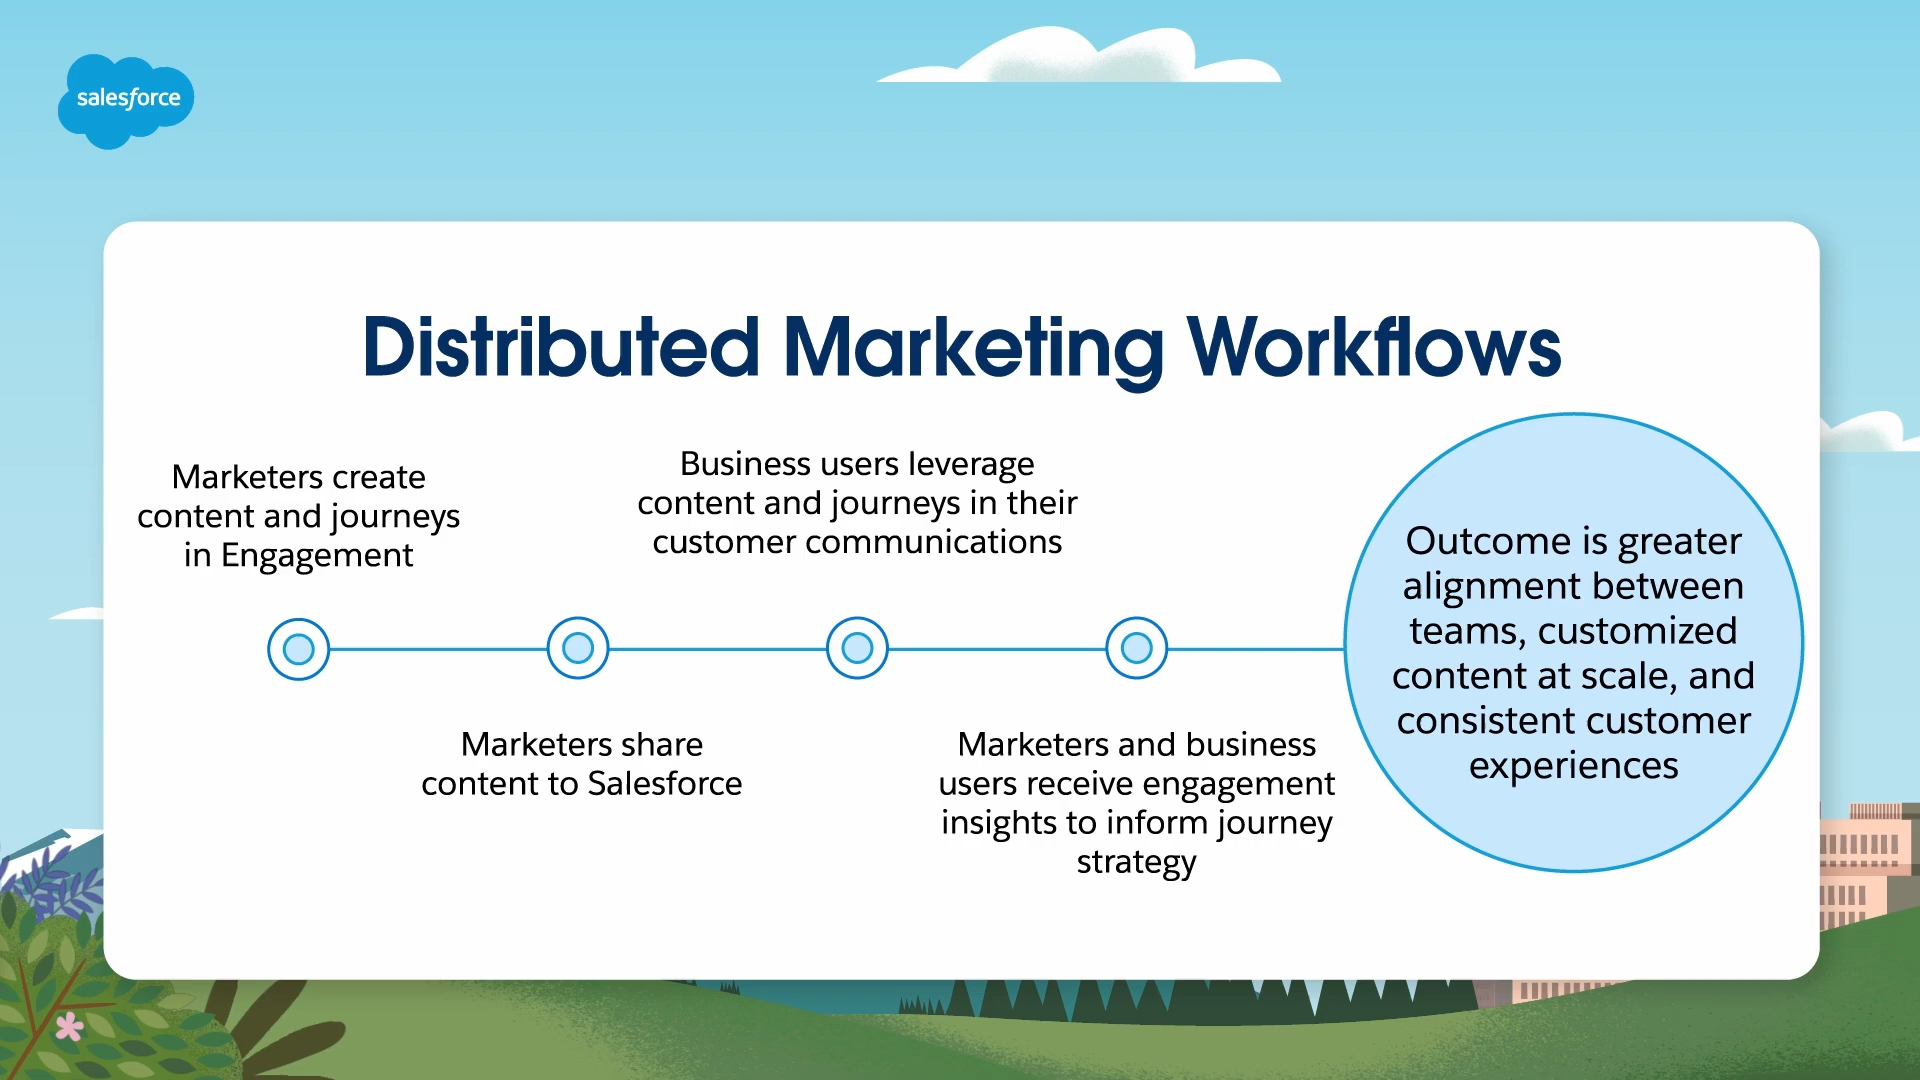 salesforce
Distributed Marketing Workflows
Marketers create
content and journeys
in Engagement
Marketers share
content to Salesforce
Business users leverage
content and journeys in their
customer communications
Marketers and business
users receive engagement
insights to inform journey
strategy
Outcome is greater
alignment between
teams, customized
content at scale, and
consistent customer
experiences